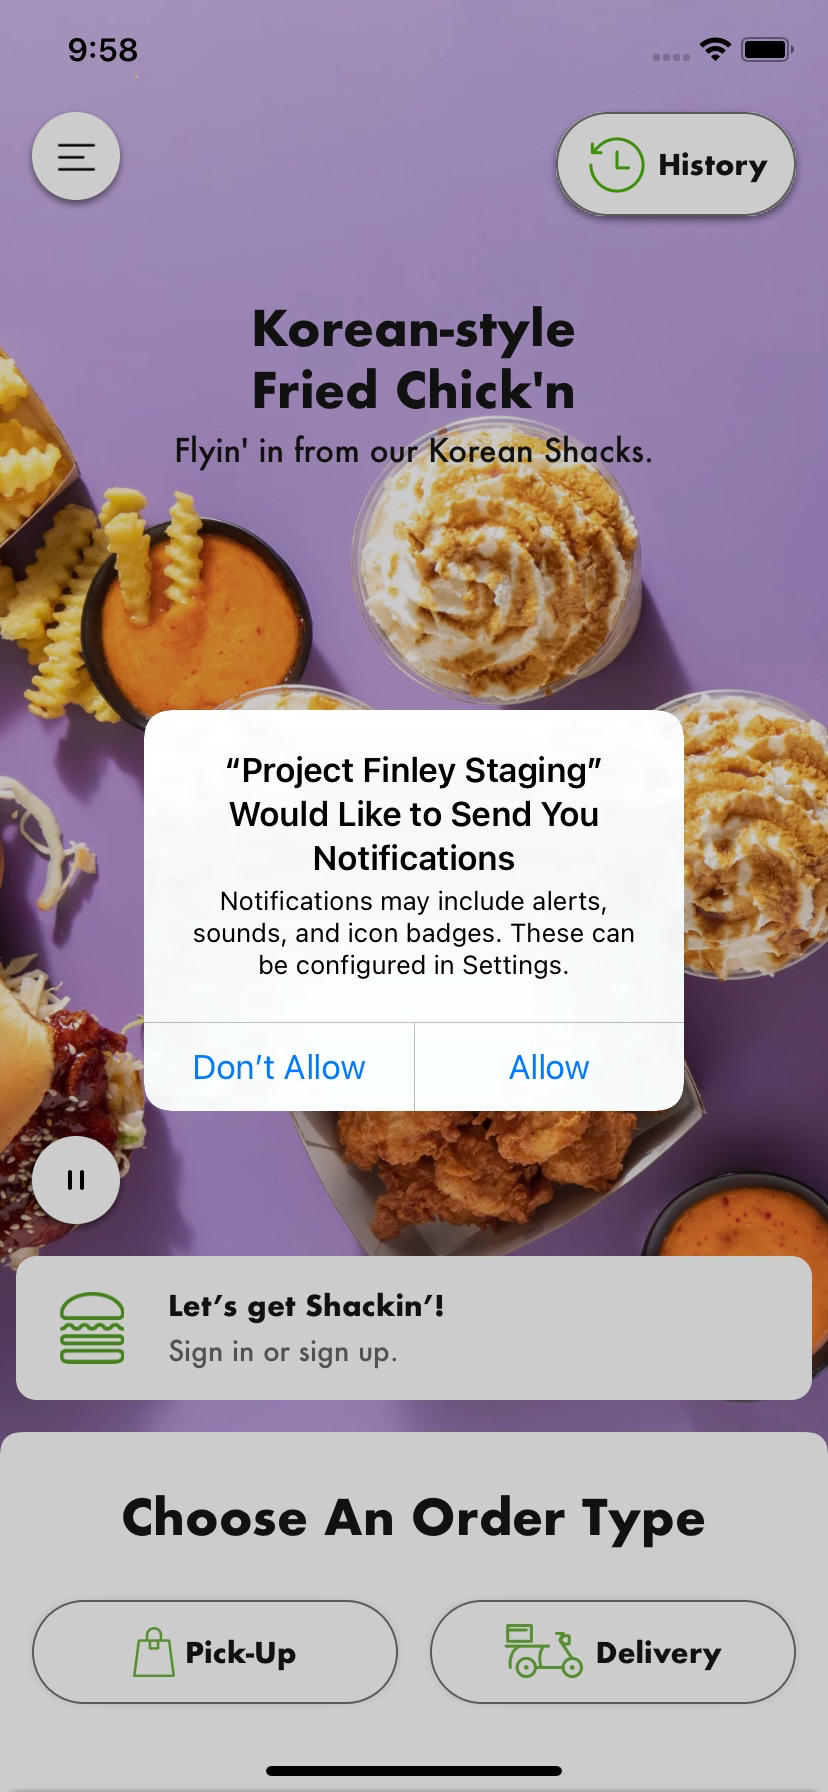 9:58
History
Korean-style
Fried Chick'n
Flyin' in from our Korean Shacks.
“Project Finley Staging”
Would Like to Send You
Notifications
Notifications may include alerts,
sounds, and icon badges. These can
be configured in Settings.
Don’t Allow
Allow
Let’s get Shackin’!
Sign in or sign up.
Choose An Order Type
Pick-Up
Delivery